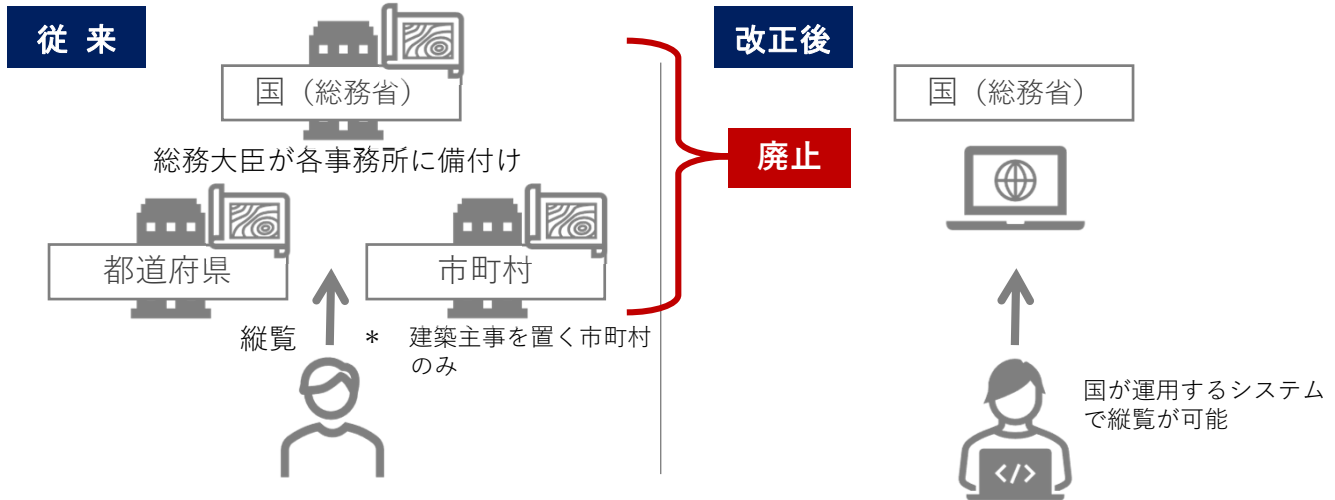 従 来
国（総務省）
総務大臣が各事務所に備付け
都道府県
市町村
縦覧
* 建築主事を置く市町村
のみ
廃止
改正後
国（総務省）
国が運用するシステム
で縦覧が可能
</>